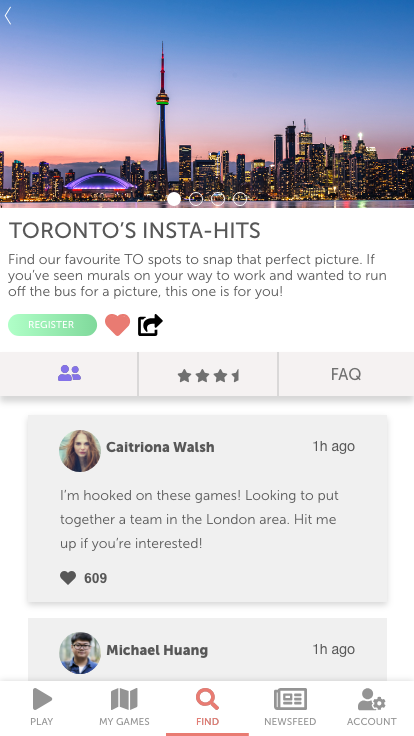 TORONTO’S INSTA-HITS
Find our favourite TO spots to snap that perfect picture. If
you’ve seen murals on your way to work and wanted to run
off the bus for a picture, this one is for you!
REGISTER
FAQ
Caitriona Walsh 1h ago
I’m hooked on these games! Looking to put
together a team in the London area. Hit me
up if you’re interested!
609
Michael Huang 1h ago
PLAY MY GAMES FIND NEWSFEED ACCOUNT